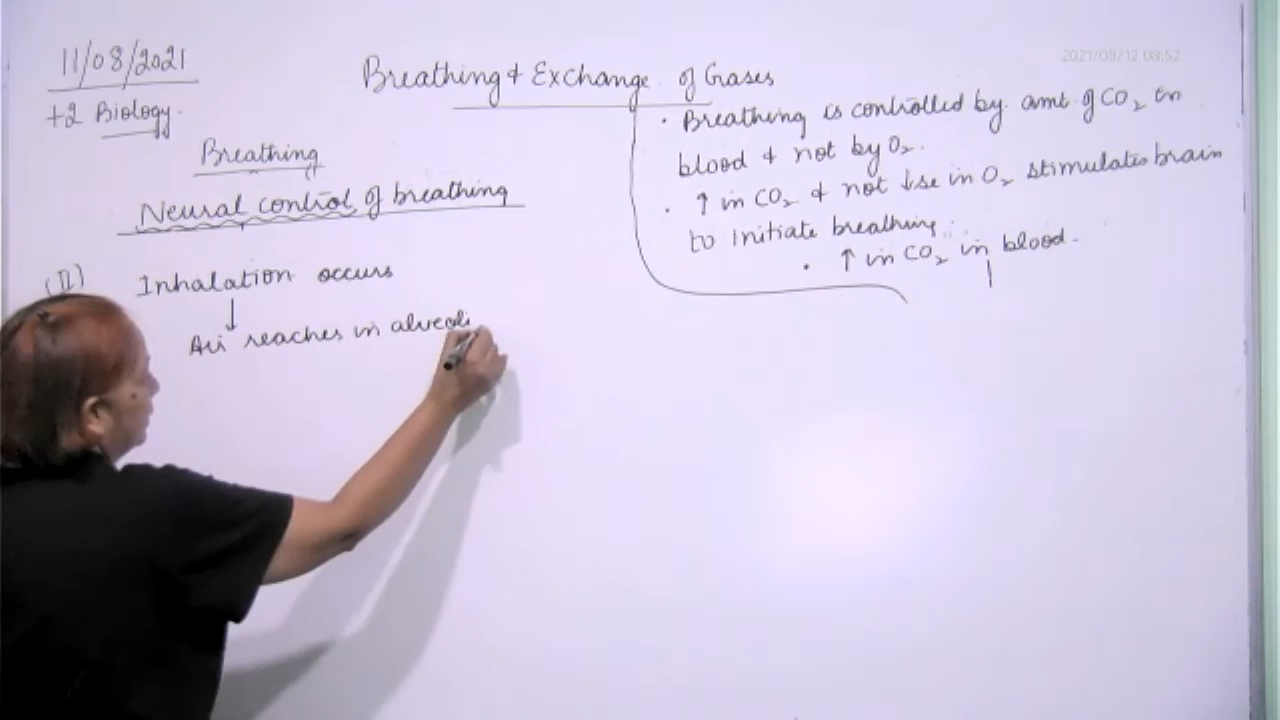 11/08/2021
+2 Biology.
Breathing & Exchange of Gases
2021/09/12 08:52
Breathing
Neural control of breathing
(II) Inhalation occurs
↓
Air reaches in alveoli
• Breathing is controlled by amt of CO₂ in
blood & not by O₂.
• ↑ in CO₂ & not ↓se in O₂ stimulates brain
to initiate breathing.
• ↑ in CO₂ in blood.